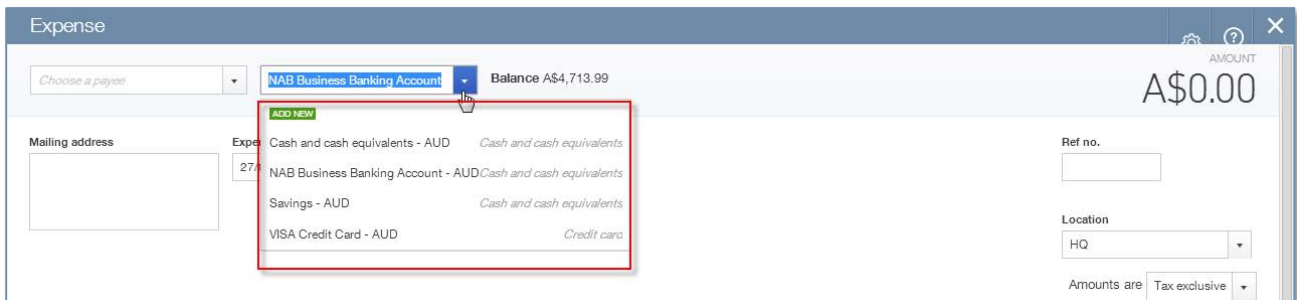 Expense
AMOUNT
Choose a payee
NAB Business Banking Account
Balance A$4,713.99
A$0.00
ADD NEW
Mailing address
Cash and cash equivalents - AUD Cash and cash equivalents
Ref no.
NAB Business Banking Account - AUD Cash and cash equivalents
Savings - AUD Cash and cash equivalents
Location
VISA Credit Card - AUD Credit card
HQ
Amounts are Tax exclusive